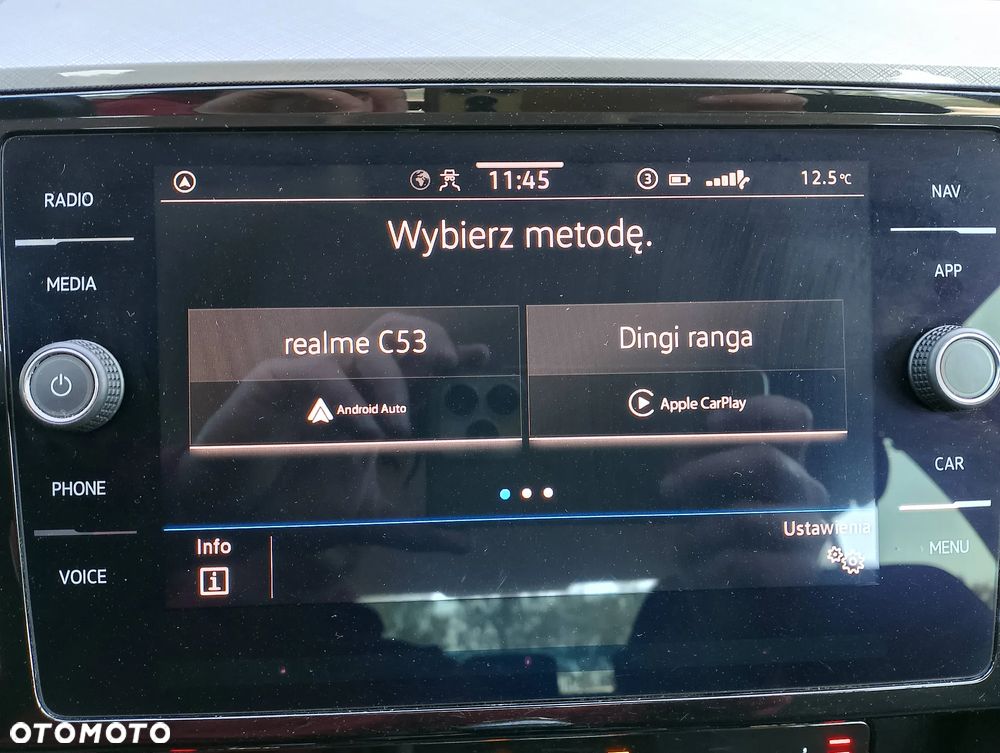 RADIO
MEDIA
PHONE
VOICE
11:45
3
12.5°C
Wybierz metodę.
realme C53
Android Auto
Dingi ranga
Apple CarPlay
Info
i
Ustawienia
NAV
APP
CAR
MENU
OTOMOTO